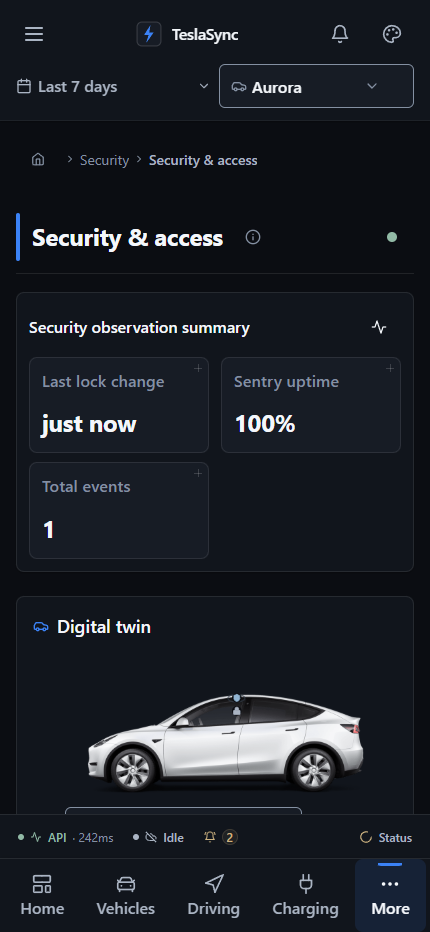 TeslaSync
Last 7 days
Aurora
Security
Security & access
Security & access
Security observation summary
Last lock change
just now
Sentry uptime
100%
Total events
1
Digital twin
API · 242ms
Idle
2
Status
Home
Vehicles
Driving
Charging
More